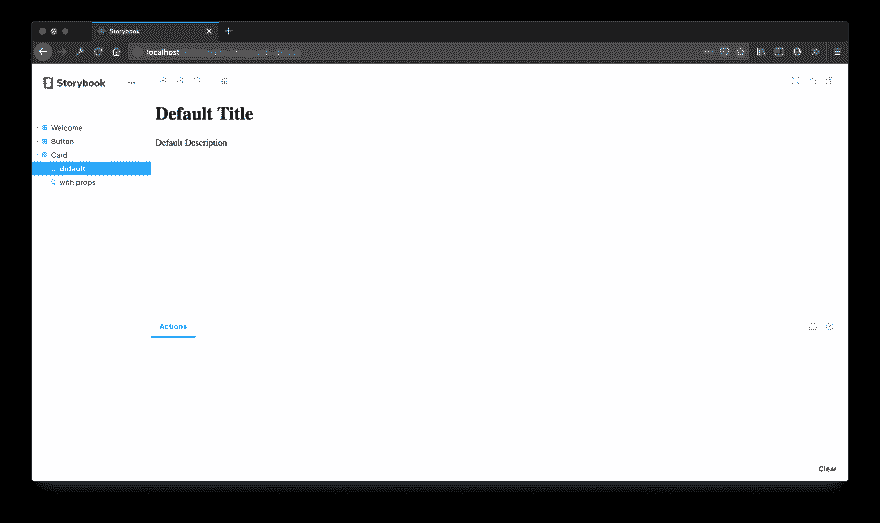 Storybook
localhost
Storybook
Default Title
Default Description
Welcome
Button
Card
default
with props
Actions
Clear